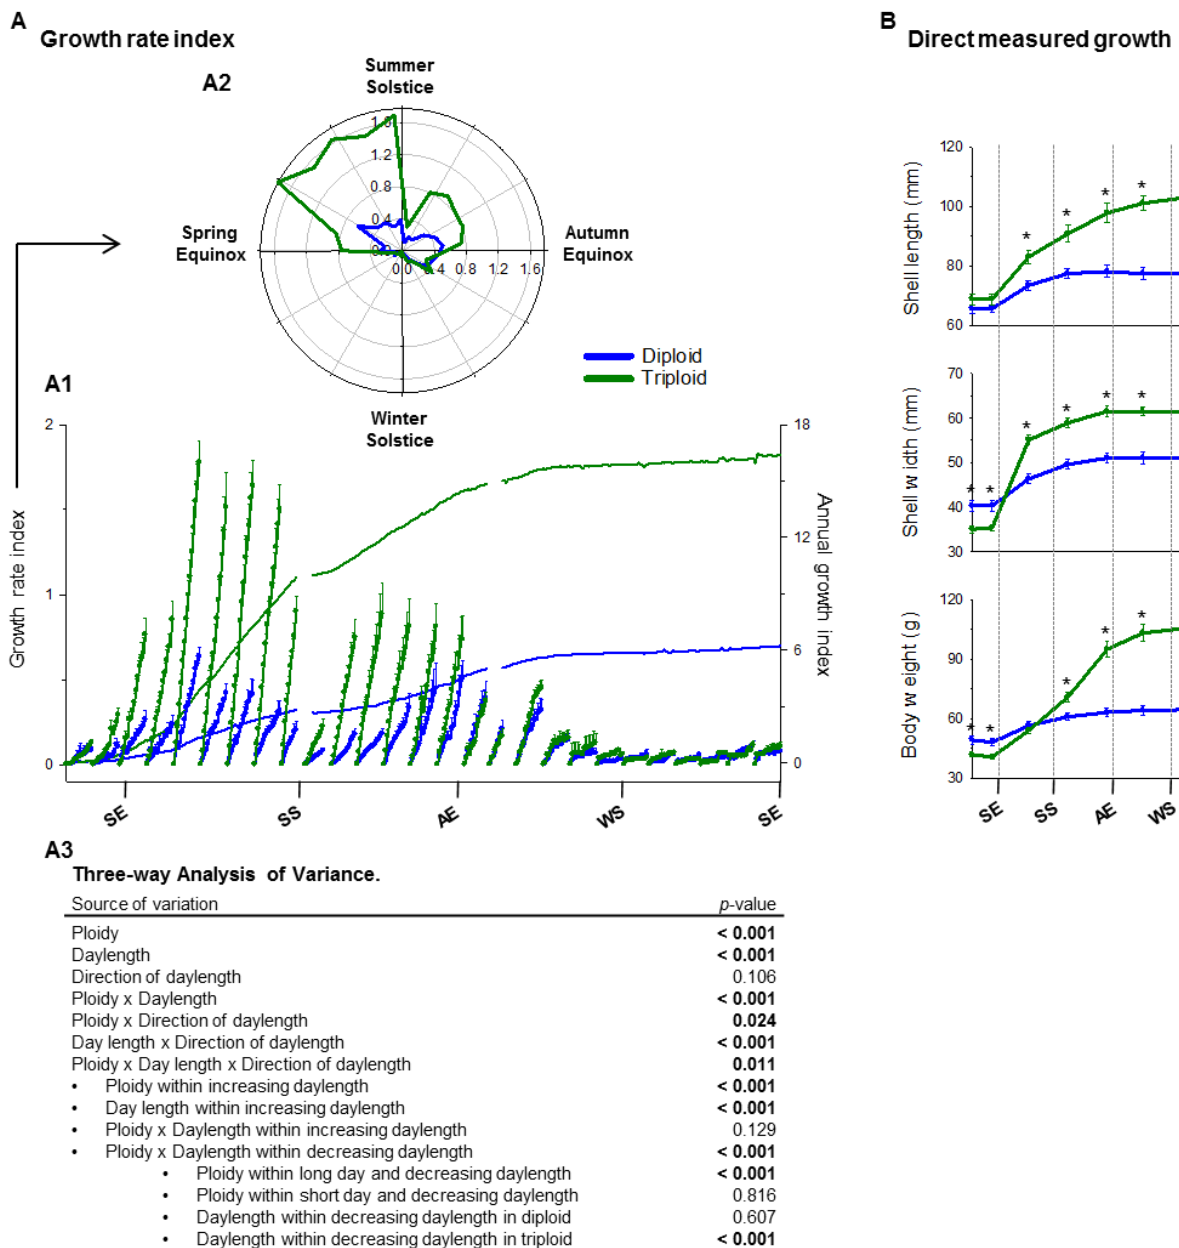 A
Growth rate index
A2
Summer
Solstice
1.6
1.2
0.8
0.4
0.0
Spring
Equinox
Autumn
Equinox
0.0 0.4 0.8 1.2 1.6
Winter
Solstice
Diploid
Triploid
A1
Growth rate index
2
1
0
Annual growth index
18
12
6
0
SE SS AE WS SE
A3
Three-way Analysis of Variance.
Source of variation p-value
Ploidy < 0.001
Daylength < 0.001
Direction of daylength 0.106
Ploidy x Daylength < 0.001
Ploidy x Direction of daylength 0.024
Day length x Direction of daylength < 0.001
Ploidy x Day length x Direction of daylength 0.011
• Ploidy within increasing daylength < 0.001
• Day length within increasing daylength < 0.001
• Ploidy x Daylength within increasing daylength 0.129
• Ploidy x Daylength within decreasing daylength < 0.001
• Ploidy within long day and decreasing daylength < 0.001
• Ploidy within short day and decreasing daylength 0.816
• Daylength within decreasing daylength in diploid 0.607
• Daylength within decreasing daylength in triploid < 0.001
B
Direct measured growth
Shell length (mm)
120
100
80
60
* * * *
Shell width (mm)
70
60
50
40
30
* * * * * *
Body weight (g)
120
90
60
30
* * * * *
SE SS AE WS